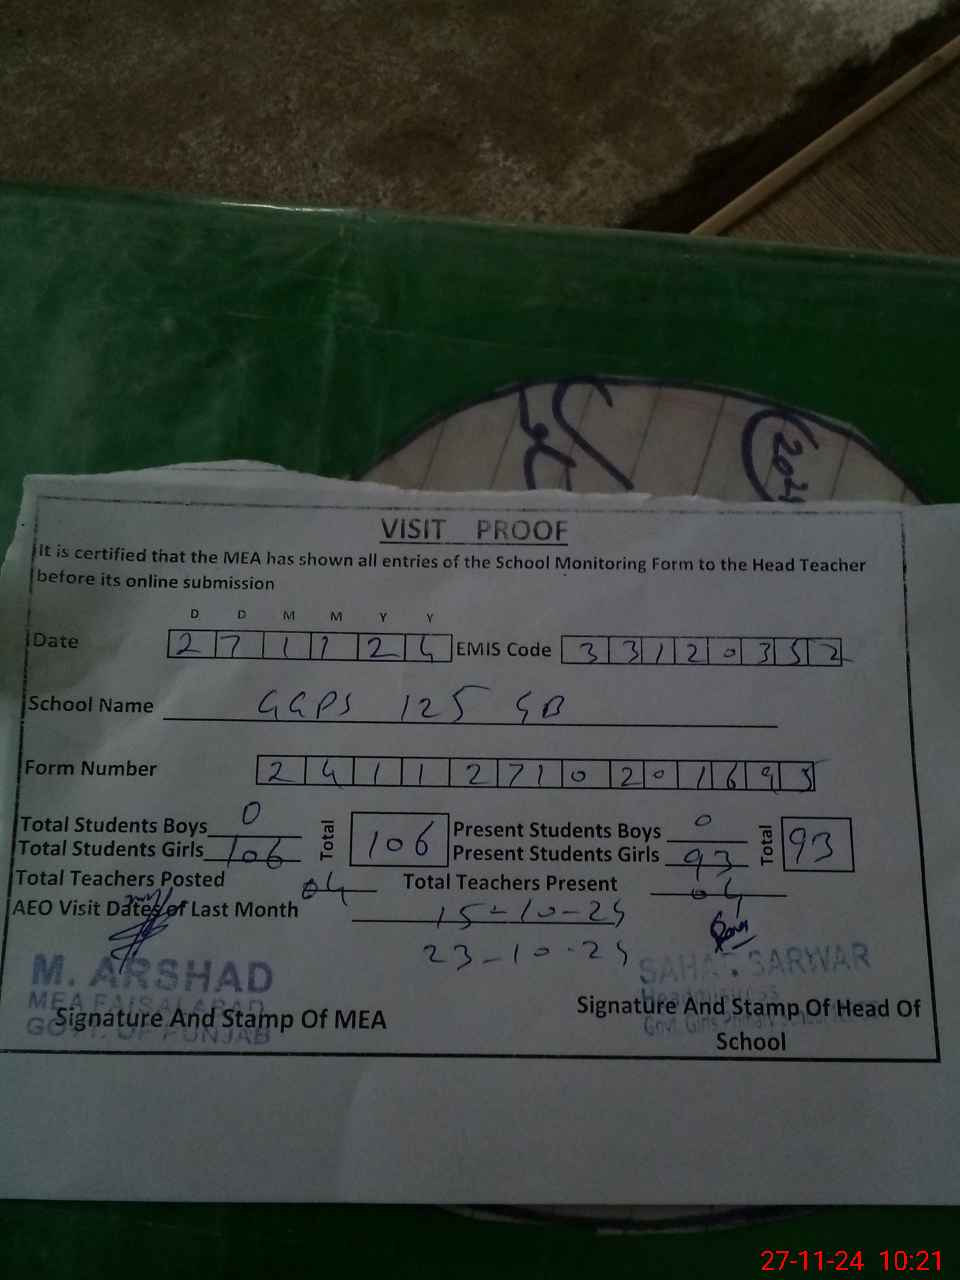 (2024
VISIT PROOF
It is certified that the MEA has shown all entries of the School Monitoring Form to the Head Teacher
before its online submission
D D M M Y Y
Date 2 7 1 1 2 4 EMIS Code 3 3 1 2 0 3 5 2
School Name GGPS 125 GB
Form Number 2 4 1 1 2 7 1 0 2 0 1 6 9 5
Total Students Boys 0 Total 106 Present Students Boys 0 Total 93
Total Students Girls 106 Present Students Girls 93
Total Teachers Posted 04 Total Teachers Present 04
AEO Visit Dates of Last Month 15-10-24
23-10-24
M. ARSHAD
MEA FAISALABAD
GOVT. OF PUNJAB
Signature And Stamp Of MEA
SARWAR
Signature And Stamp Of Head Of
School
27-11-24 10:21